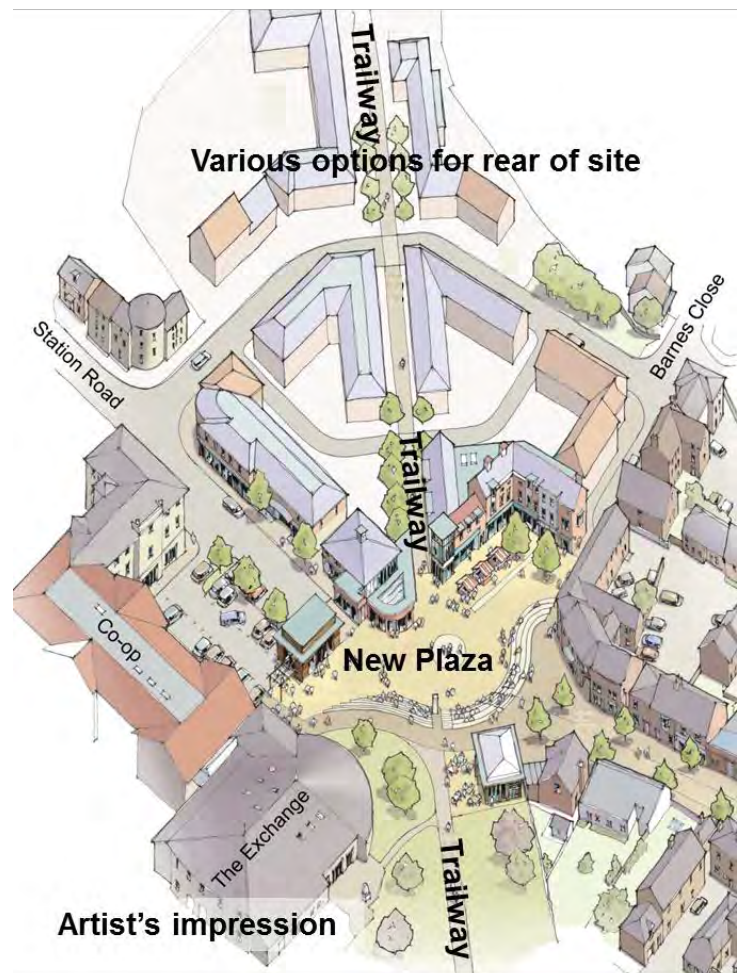 Trailway
Various options for rear of site
Station Road
Barnes Close
Trailway
Co-op
New Plaza
The Exchange
Trailway
Artist's impression